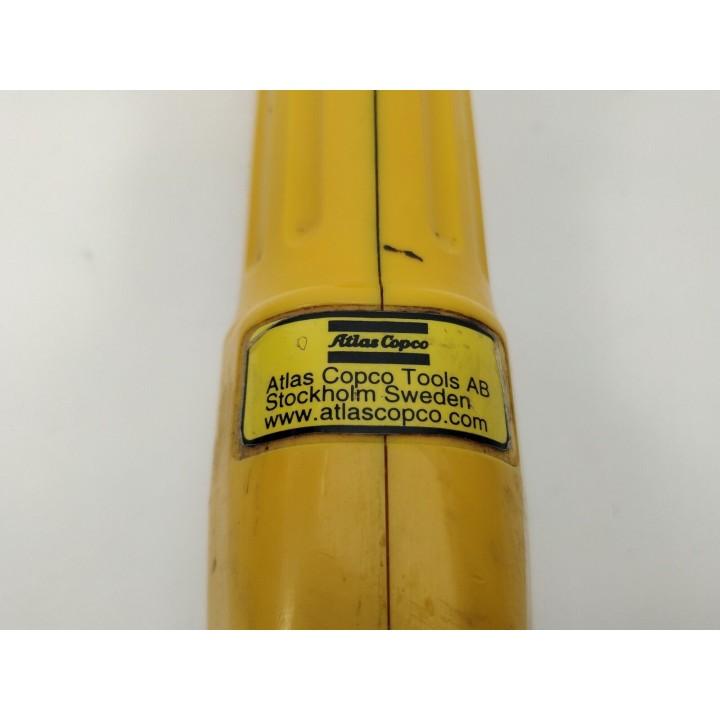 Atlas Copco
Atlas Copco Tools AB
Stockholm Sweden
www.atlascopco.com